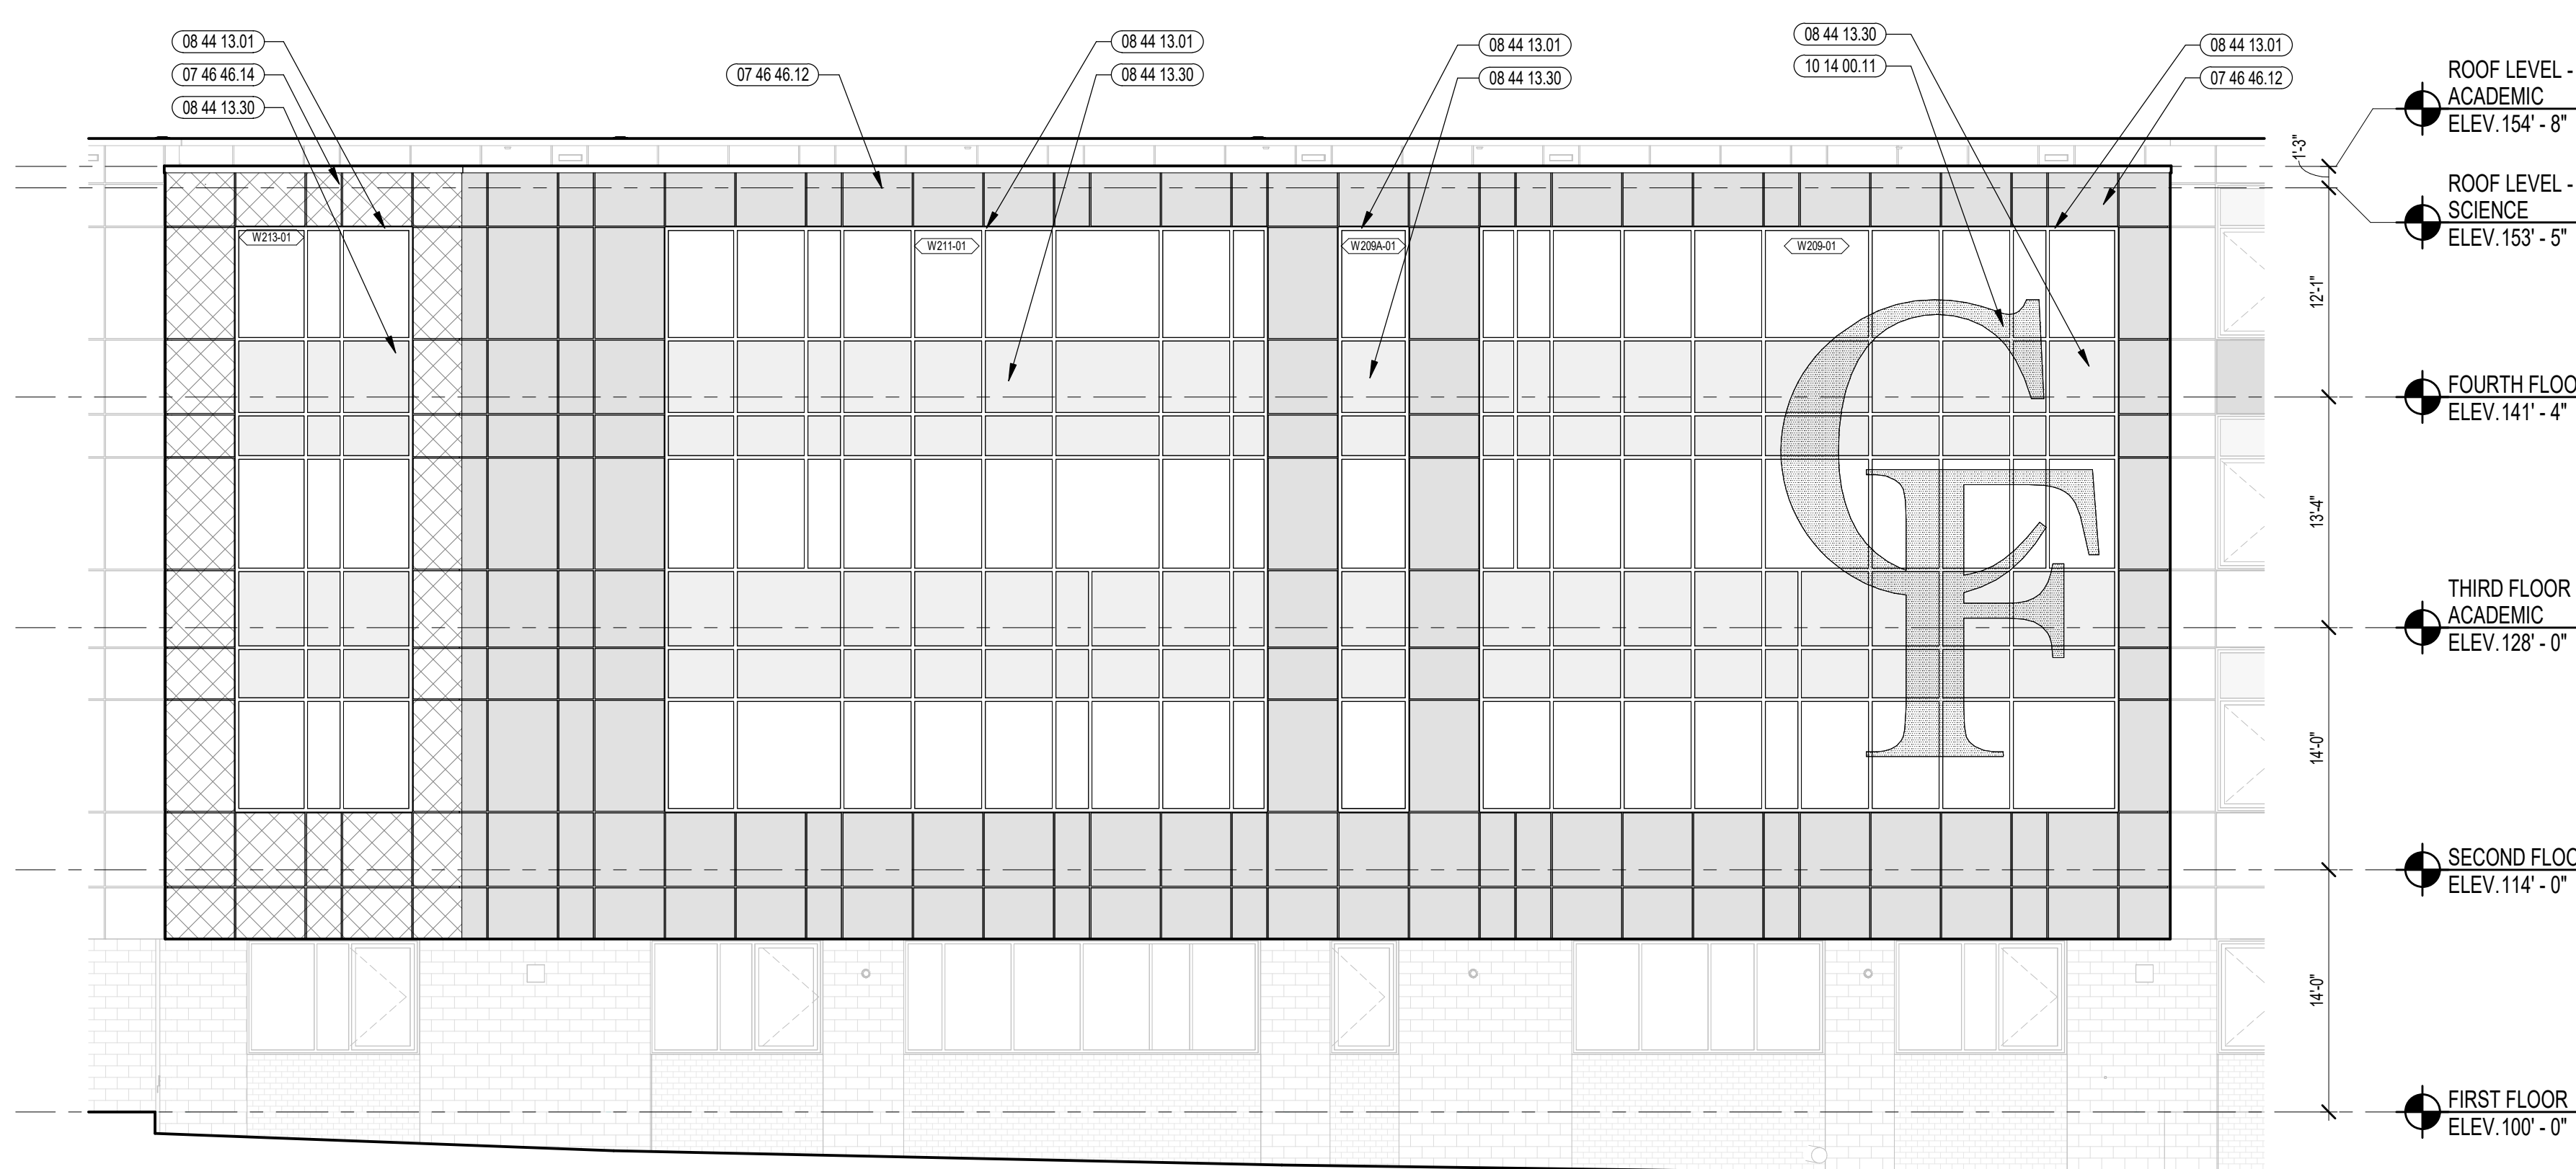 08 44 13.01
07 46 46.14
08 44 13.30
07 46 46.12
08 44 13.01
08 44 13.30
08 44 13.01
08 44 13.30
08 44 13.30
10 14 00.11
08 44 13.01
07 46 46.12
ROOF LEVEL -
ACADEMIC
ELEV. 154' - 8"
1'-3"
ROOF LEVEL -
SCIENCE
ELEV. 153' - 5"
W213-01
W211-01
W209A-01
W209-01
12'-1"
FOURTH FLOO
ELEV. 141' - 4"
CF
13'-4"
THIRD FLOOR
ACADEMIC
ELEV. 128' - 0"
14'-0"
SECOND FLOO
ELEV. 114' - 0"
14'-0"
FIRST FLOOR
ELEV. 100' - 0"